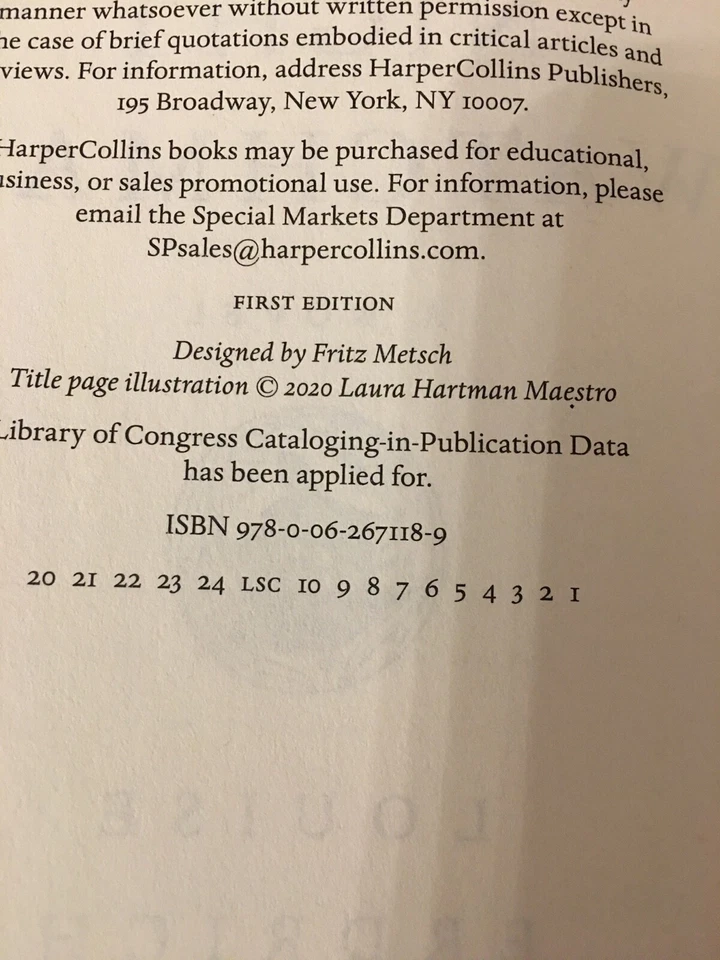 manner whatsoever without written permission except in
he case of brief quotations embodied in critical articles and
views. For information, address HarperCollins Publishers,
195 Broadway, New York, NY 10007.
HarperCollins books may be purchased for educational,
usiness, or sales promotional use. For information, please
email the Special Markets Department at
SPsales@harpercollins.com.
FIRST EDITION
Designed by Fritz Metsch
Title page illustration © 2020 Laura Hartman Maestro
Library of Congress Cataloging-in-Publication Data
has been applied for.
ISBN 978-0-06-267118-9
20 21 22 23 24 LSC 10 9 8 7 6 5 4 3 2 1
LOUISE